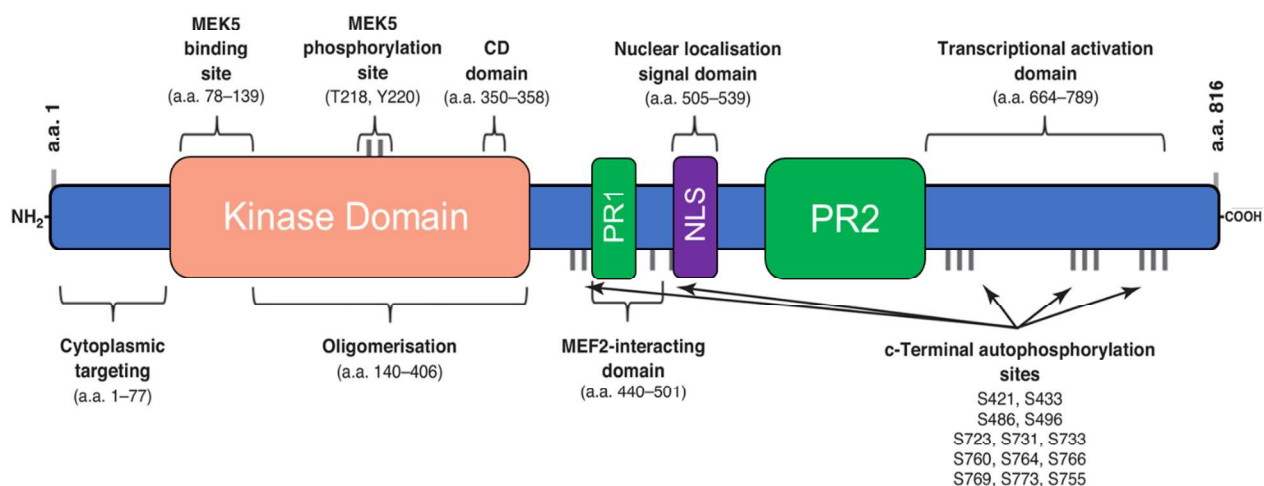 MEK5
binding
site
(a.a. 78–139)
MEK5
phosphorylation
site
(T218, Y220)
CD
domain
(a.a. 350–358)
Nuclear localisation
signal domain
(a.a. 505–539)
Transcriptional activation
domain
(a.a. 664–789)
a.a. 1
a.a. 816
NH2
Kinase Domain
PR1
NLS
PR2
COOH
Cytoplasmic
targeting
(a.a. 1–77)
Oligomerisation
(a.a. 140–406)
MEF2-interacting
domain
(a.a. 440–501)
c-Terminal autophosphorylation
sites
S421, S433
S486, S496
S723, S731, S733
S760, S764, S766
S769, S773, S755